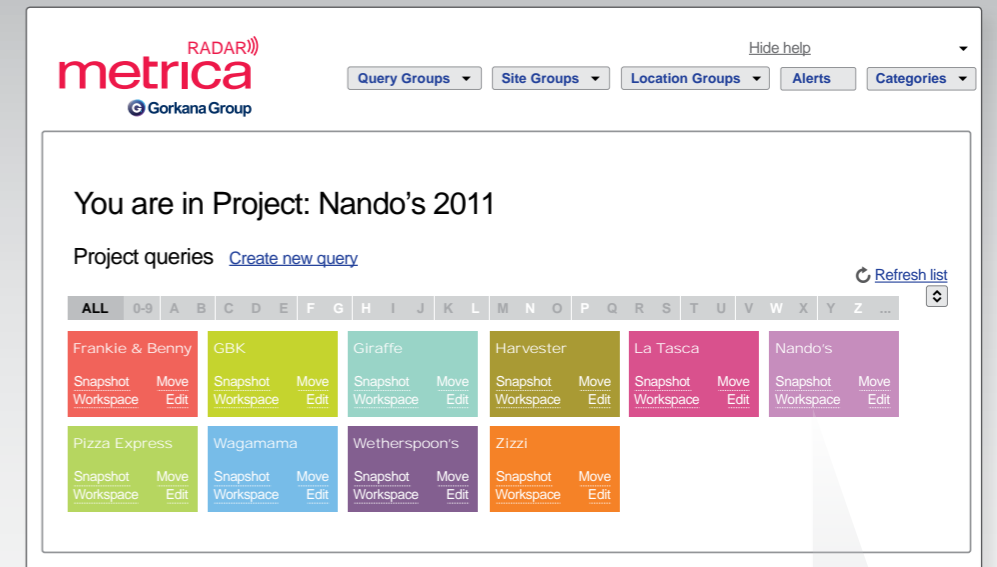 RADAR
metrica
Gorkana Group
Hide help
Query Groups Site Groups Location Groups Alerts Categories
You are in Project: Nando's 2011
Project queries Create new query
Refresh list
ALL 0-9 A B C D E F G H I J K L M N O P Q R S T U V W X Y Z ...
Frankie & Benny GBK Giraffe Harvester La Tasca Nando's
Snapshot Move Snapshot Move Snapshot Move Snapshot Move Snapshot Move Snapshot Move
Workspace Edit Workspace Edit Workspace Edit Workspace Edit Workspace Edit Workspace Edit
Pizza Express Wagamama Wetherspoon's Zizzi
Snapshot Move Snapshot Move Snapshot Move Snapshot Move
Workspace Edit Workspace Edit Workspace Edit Workspace Edit